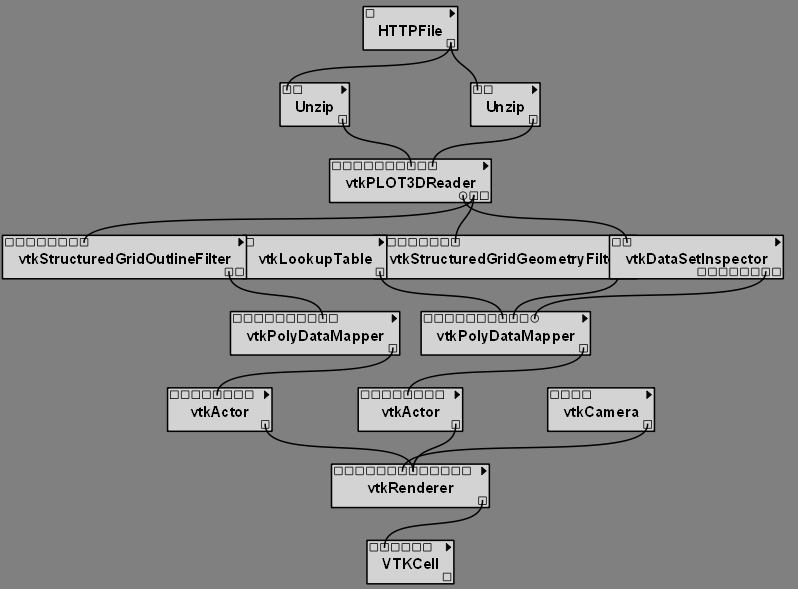 HTTPFile
Unzip
Unzip
vtkPLOT3DReader
vtkStructuredGridOutlineFilter
vtkLookupTable
vtkStructuredGridGeometryFilt
vtkDataSetInspector
vtkPolyDataMapper
vtkPolyDataMapper
vtkActor
vtkActor
vtkCamera
vtkRenderer
VTKCell